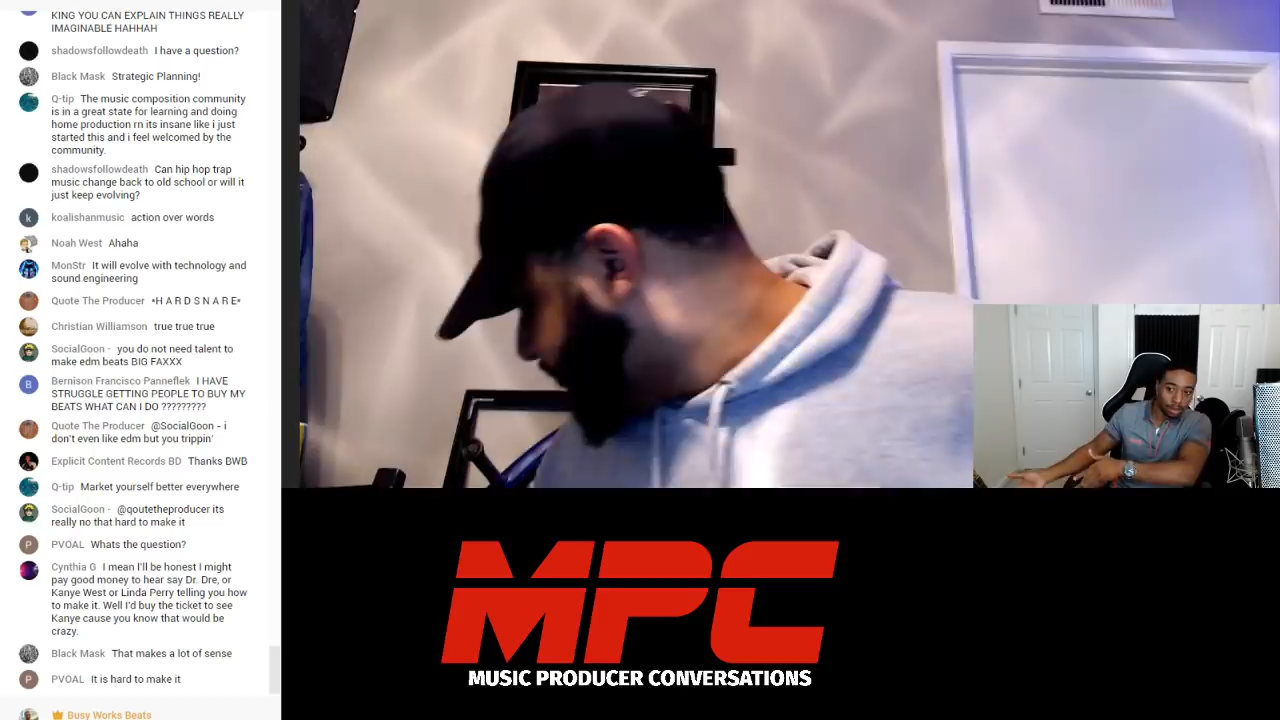 KING YOU CAN EXPLAIN THINGS REALLY
IMAGINABLE HAHHAH
shadowsfollowdeath I have a question?
Black Mask Strategic Planning!
Q-tip The music composition community
is in a great state for learning and doing
home production rn its insane like i just
started this and i feel welcomed by the
community.
shadowsfollowdeath Can hip hop trap
music change back to old school or will it
just keep evolving?
k
koalishanmusic action over words
Noah West Ahaha
MonStr It will evolve with technology and
sound engineering
Quote The Producer *H A R D S N A R E*
Christian Williamson true true true
SocialGoon - you do not need talent to
make edm beats BIG FAXXX
B
Bernison Francisco Panneflek I HAVE
STRUGGLE GETTING PEOPLE TO BUY MY
BEATS WHAT CAN I DO ?????????
Quote The Producer @SocialGoon - i
don't even like edm but you trippin'
Explicit Content Records BD Thanks BWB
Q-tip Market yourself better everywhere
SocialGoon - @qoutetheproducer its
really no that hard to make it
P
PVOAL Whats the question?
Cynthia G I mean I'll be honest I might
pay good money to hear say Dr. Dre, or
Kanye West or Linda Perry telling you how
to make it. Well I'd buy the ticket to see
Kanye cause you know that would be
crazy.
Black Mask That makes a lot of sense
P
PVOAL It is hard to make it
Busy Works Beats
MPC
MUSIC PRODUCER CONVERSATIONS